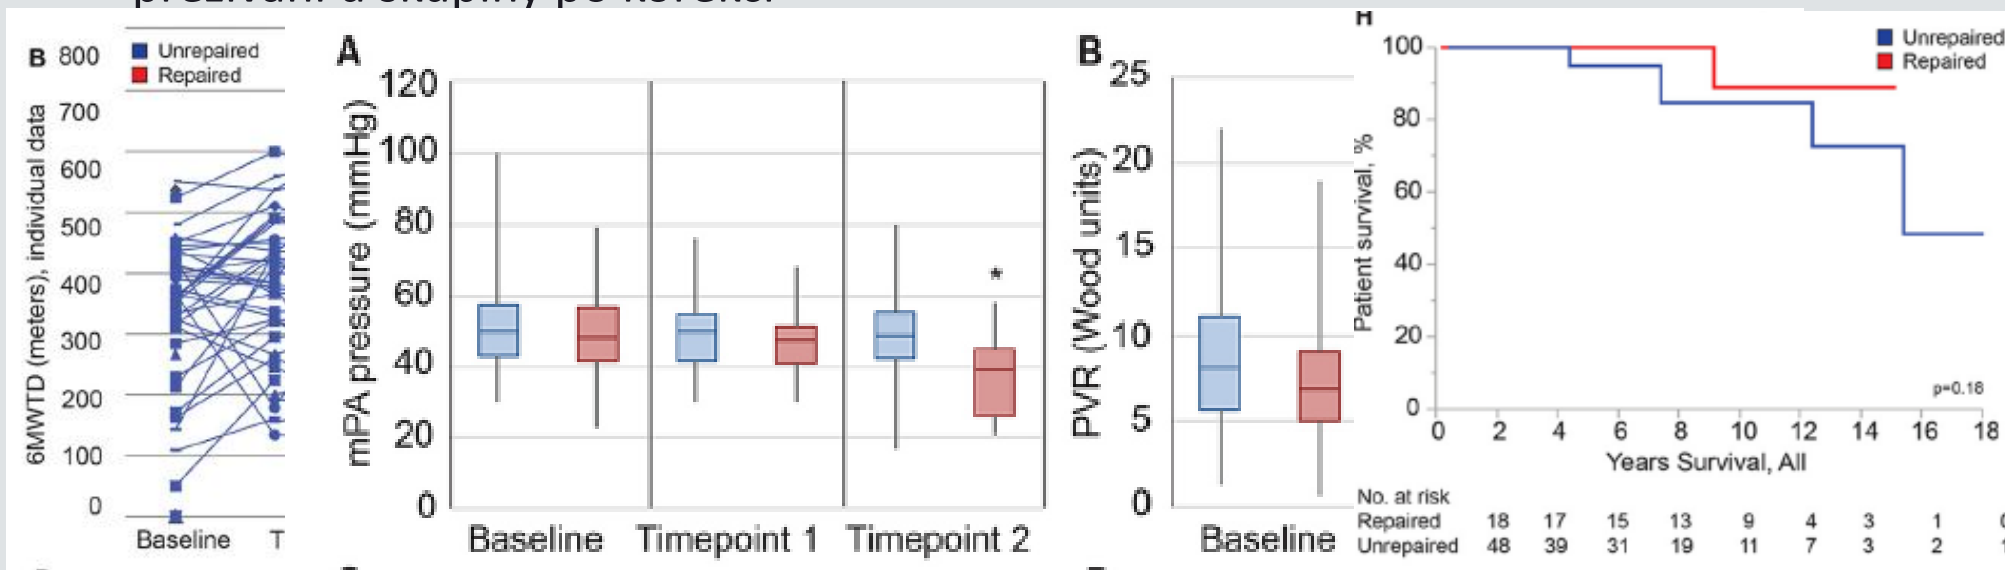 B
Unrepaired
Repaired
800
700
600
500
400
300
200
100
0
6MWTD (meters), individual data
Baseline
T
A
120
100
80
60
40
20
0
mPA pressure (mmHg)
*
Baseline
Timepoint 1
Timepoint 2
B
25
20
15
10
5
0
PVR (Wood units)
Baseline
H
Unrepaired
Repaired
100
80
60
40
20
0
Patient survival, %
p=0.18
0 2 4 6 8 10 12 14 16 18
Years Survival, All
No. at risk
Repaired 18 17 15 13 9 4 3 1
Unrepaired 48 39 31 19 11 7 3 2